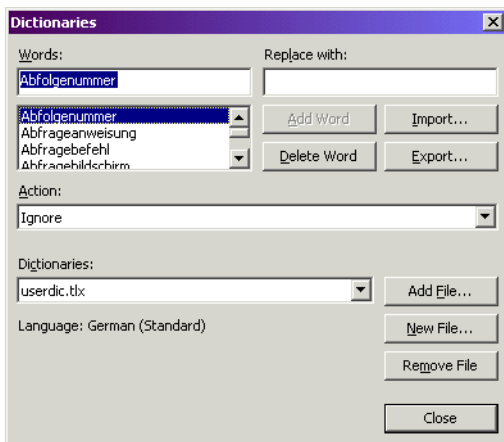 Dictionaries
Words:
Replace with:
Abfolgenummer
Abfolgenummer
Abfrageanweisung
Abfragebefehl
Abfragebildschirm
Add Word
Import...
Delete Word
Export...
Action:
Ignore
Dictionaries:
userdic.tlx
Add File...
Language: German (Standard)
New File...
Remove File
Close